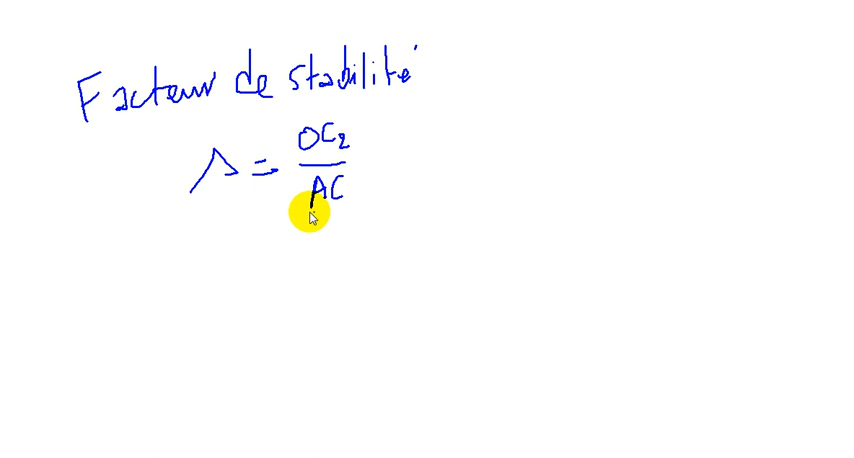 Facteur de stabilité
s = OC₂ / AC